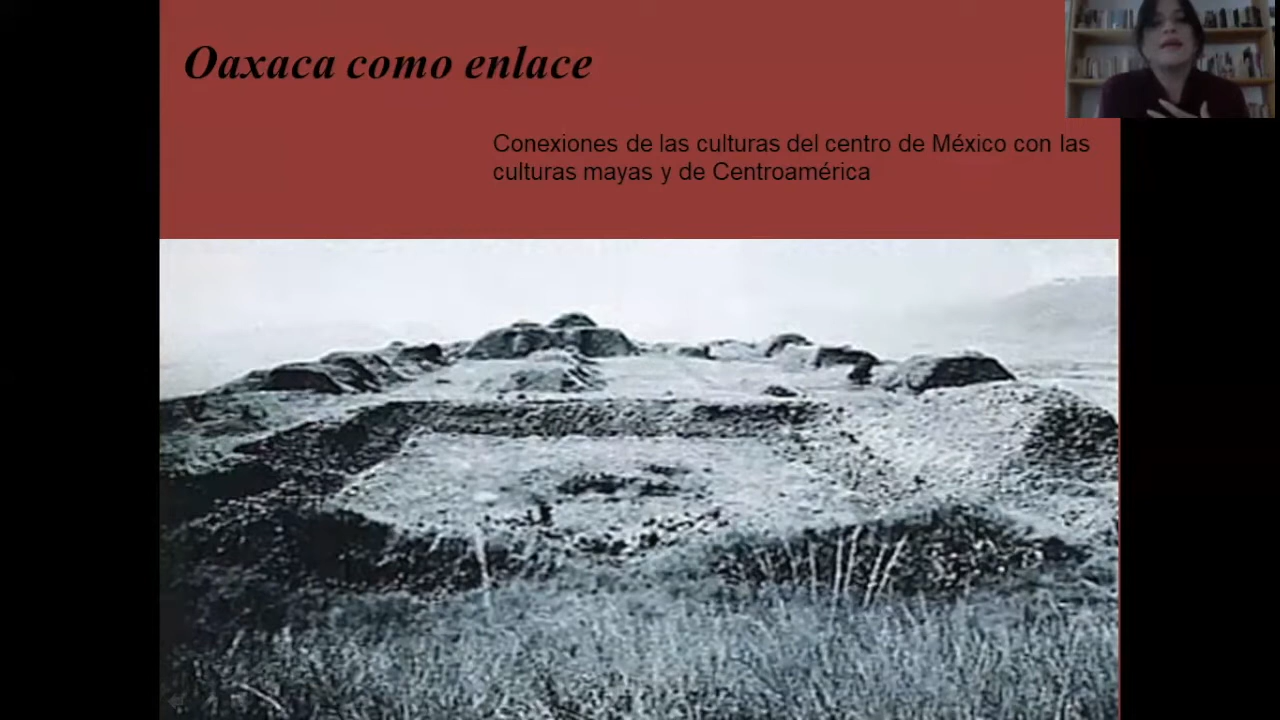 Oaxaca como enlace
Conexiones de las culturas del centro de México con las
culturas mayas y de Centroamérica